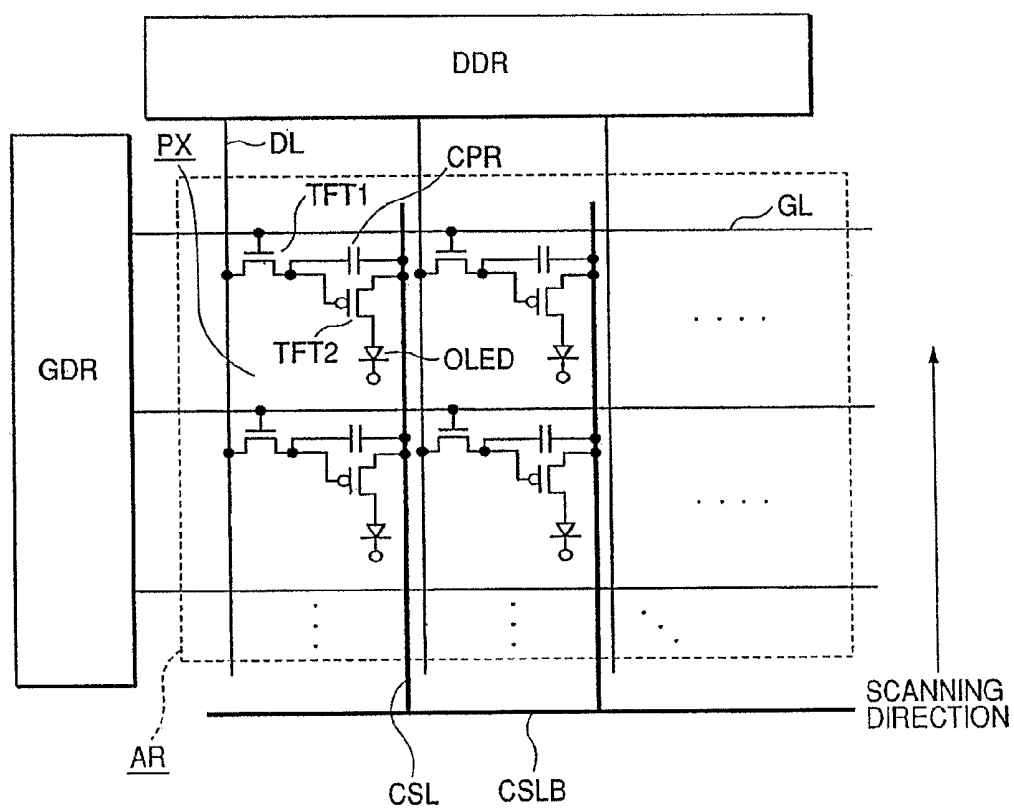 DDR
PX
DL
CPR
TFT1
GL
GDR
TFT2
OLED
SCANNING
DIRECTION
AR
CSL
CSLB